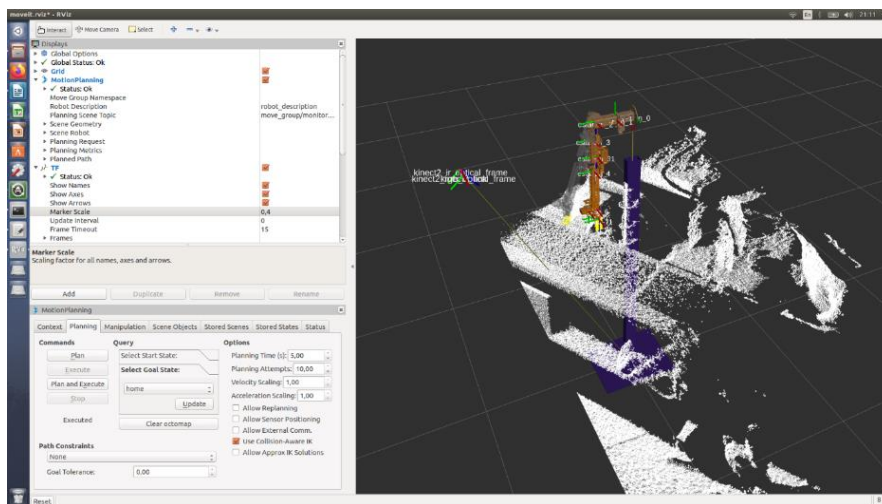 moveit.rviz* - RViz
En
21:11
Interact
Move Camera
Select
Displays
Global Options
Global Status: Ok
Grid
MotionPlanning
Status: Ok
Move Group Namespace
Robot Description robot_description
Planning Scene Topic move_group/monitor...
Scene Geometry
Scene Robot
Planning Request
Planning Metrics
Planned Path
TF
Status: Ok
Show Names
Show Axes
Show Arrows
Marker Scale 0,4
Update Interval 0
Frame Timeout 15
Frames
Marker Scale
Scaling factor for all names, axes and arrows.
Add Duplicate Remove Rename
MotionPlanning
Context Planning Manipulation Scene Objects Stored Scenes Stored States Status
Commands Query Options
Plan Select Start State: Planning Time (s): 5,00
Execute Select Goal State: Planning Attempts: 10,00
Plan and Execute home Velocity Scaling: 1,00
Stop Update Acceleration Scaling: 1,00
Executed Clear octomap Allow Replanning
Allow Sensor Positioning
Allow External Comm.
Path Constraints Use Collision-Aware IK
None Allow Approx IK Solutions
Goal Tolerance: 0,00
Reset
kinect2_ir_optical_frame